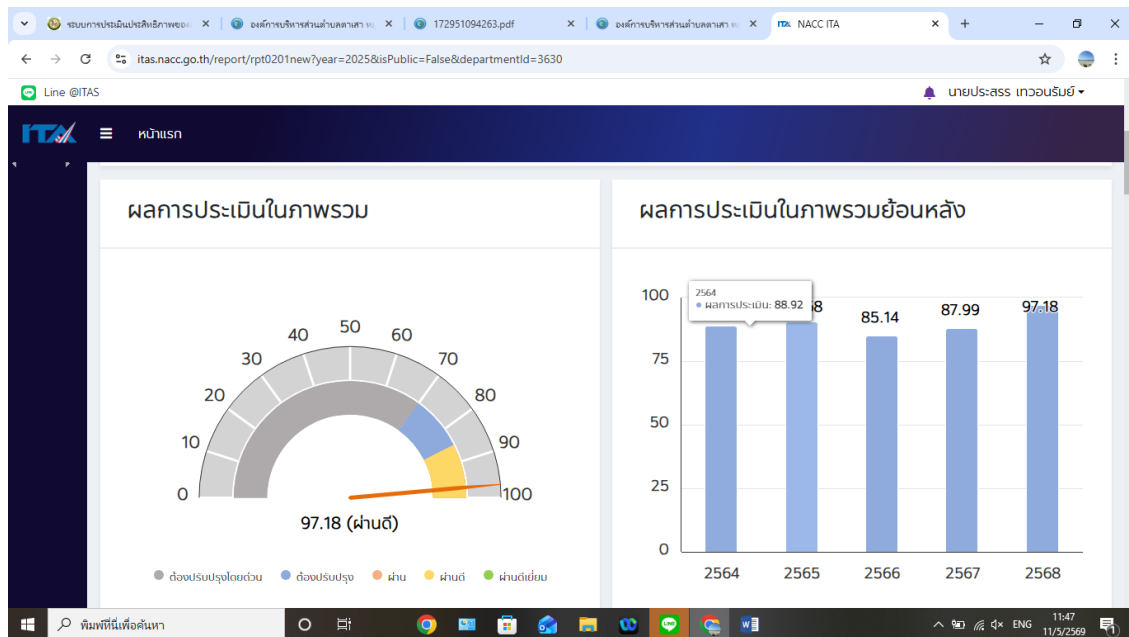 ระบบการประเมินประสิทธิภาพของ
องค์การบริหารส่วนตำบลตาเสา
172951094263.pdf
องค์การบริหารส่วนตำบลตาเสา
NACC ITA
itas.nacc.go.th/report/rpt0201new?year=2025&isPublic=False&departmentId=3630
Line @ITAS
นายประสรร เทวอนรัมย์
ITA
หน้าแรก
ผลการประเมินในภาพรวม
0
10
20
30
40
50
60
70
80
90
100
97.18 (ผ่านดี)
ต้องปรับปรุงโดยด่วน ต้องปรับปรุง ผ่าน ผ่านดี ผ่านดีเยี่ยม
ผลการประเมินในภาพรวมย้อนหลัง
2564
ผลการประเมิน: 88.92
8
85.14
87.99
97.18
100
75
50
25
0
2564 2565 2566 2567 2568
พิมพ์ที่นี่เพื่อค้นหา
ENG
11:47
11/5/2569